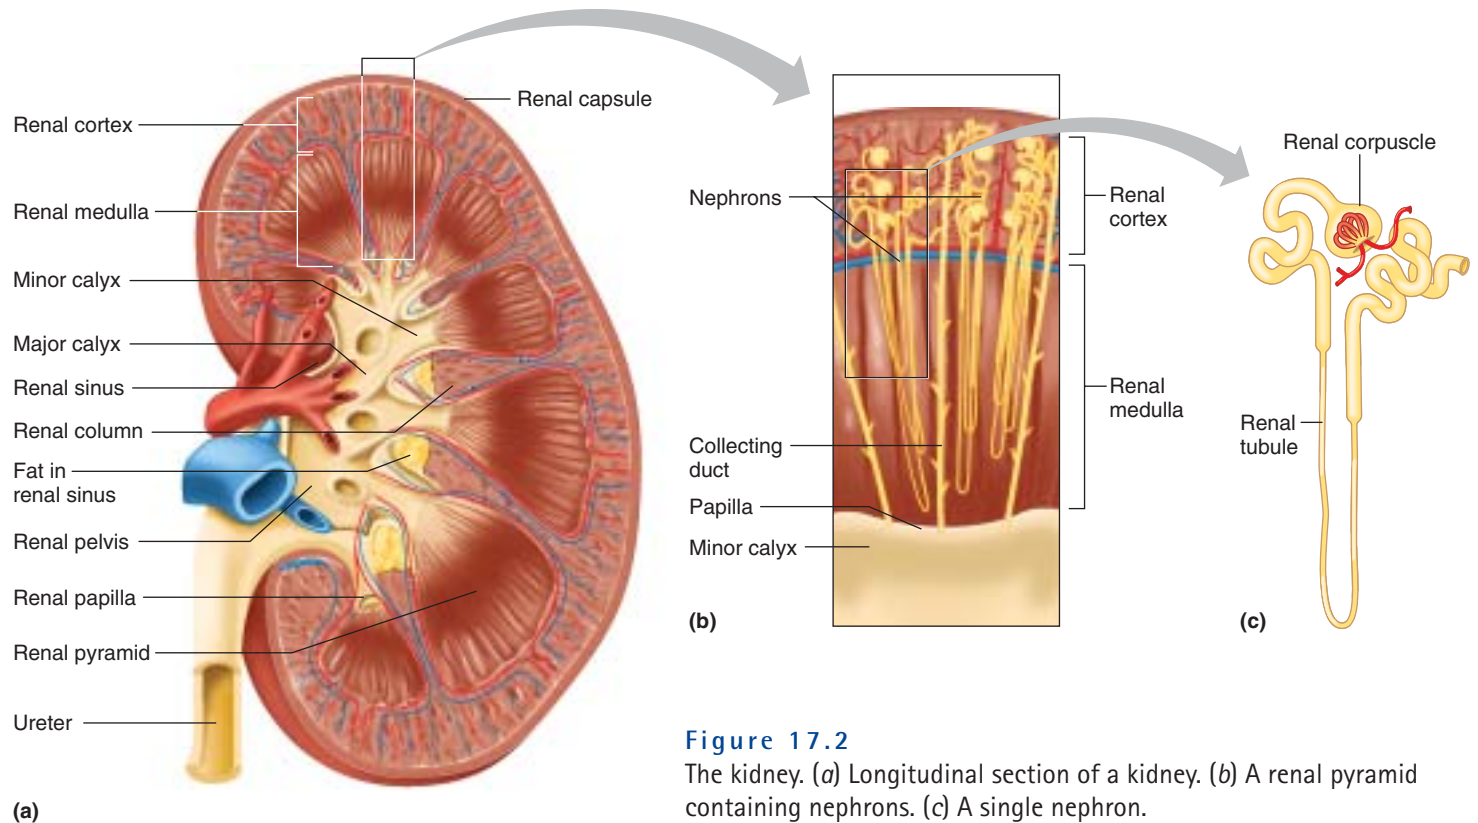 Renal capsule
Renal cortex
Renal medulla
Minor calyx
Major calyx
Renal sinus
Renal column
Fat in
renal sinus
Renal pelvis
Renal papilla
Renal pyramid
Ureter
(a)
Nephrons
Renal
cortex
Renal
medulla
Collecting
duct
Papilla
Minor calyx
(b)
Renal corpuscle
Renal
tubule
(c)
Figure 17.2
The kidney. (a) Longitudinal section of a kidney. (b) A renal pyramid
containing nephrons. (c) A single nephron.